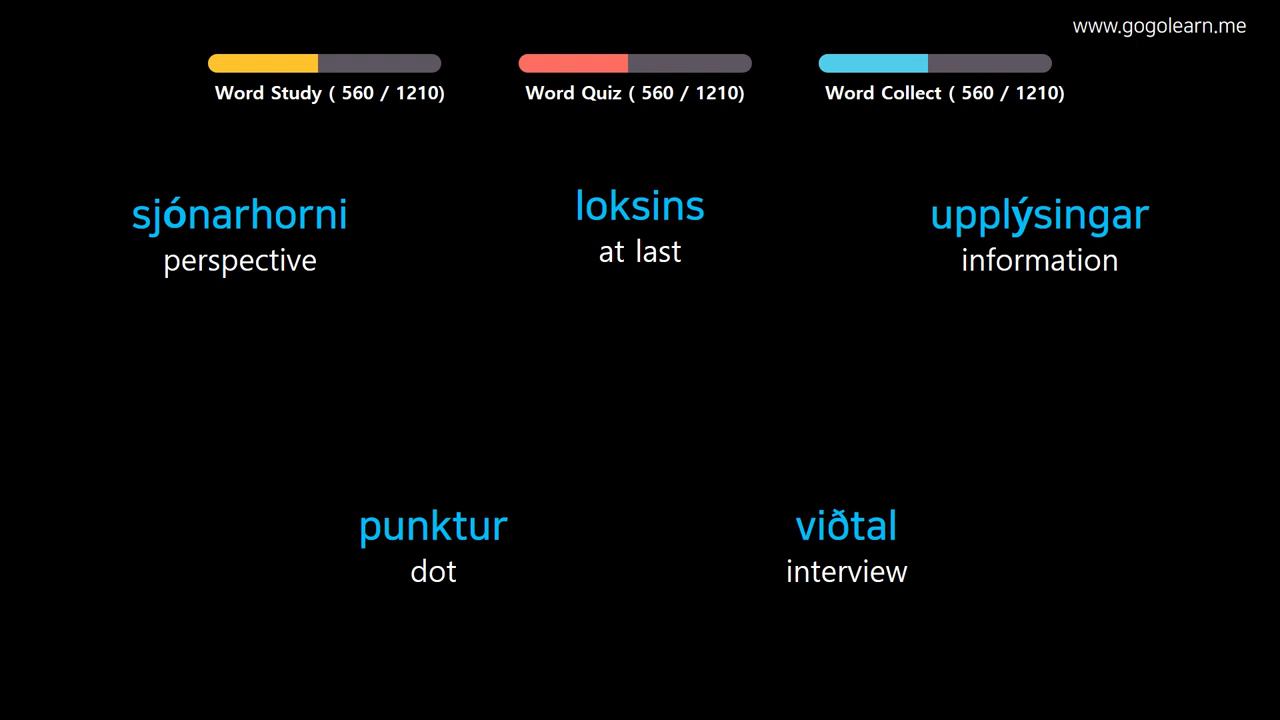 www.gogolearn.me
Word Study ( 560 / 1210)
Word Quiz ( 560 / 1210)
Word Collect ( 560 / 1210)
sjónarhorni
perspective
loksins
at last
upplýsingar
information
punktur
dot
viðtal
interview